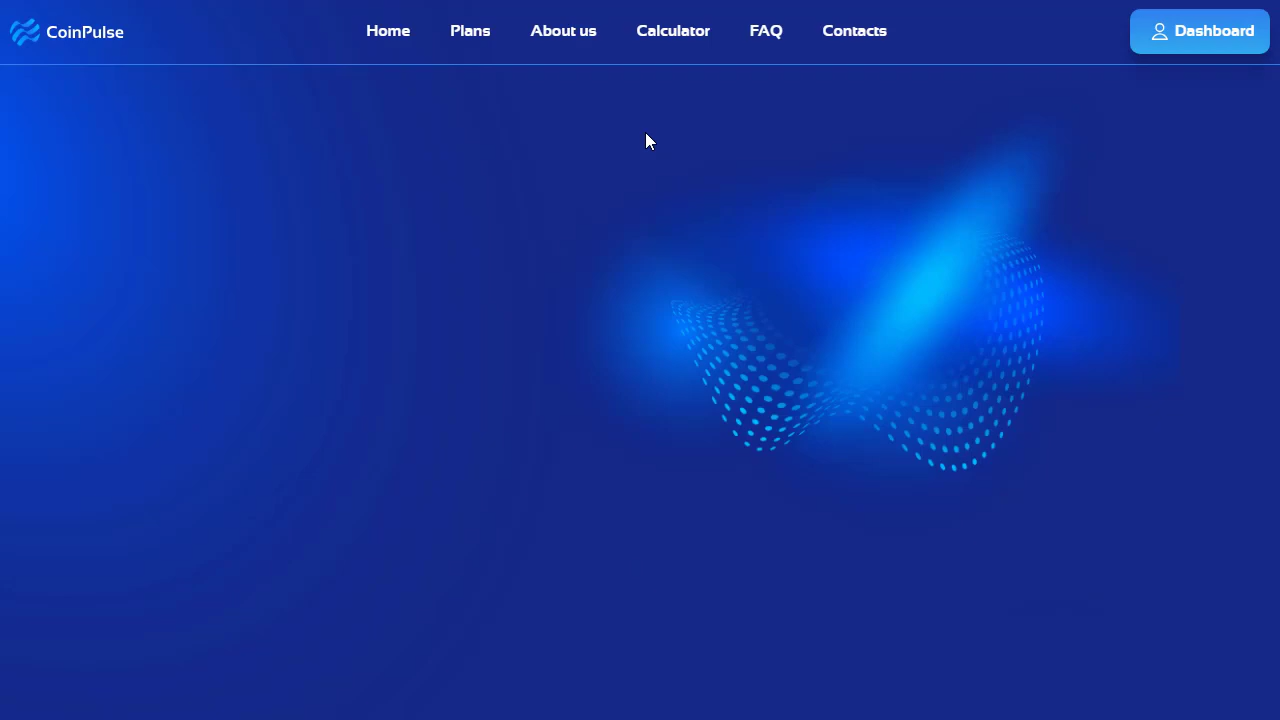 CoinPulse
Home
Plans
About us
Calculator
FAQ
Contacts
Dashboard